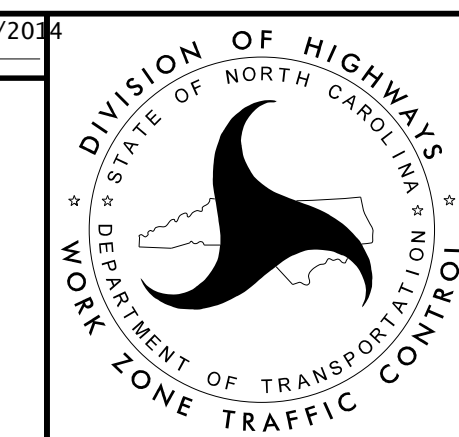 /2014
DIVISION OF HIGHWAYS
STATE OF NORTH CAROLINA
DEPARTMENT OF TRANSPORTATION
WORK ZONE TRAFFIC CONTROL